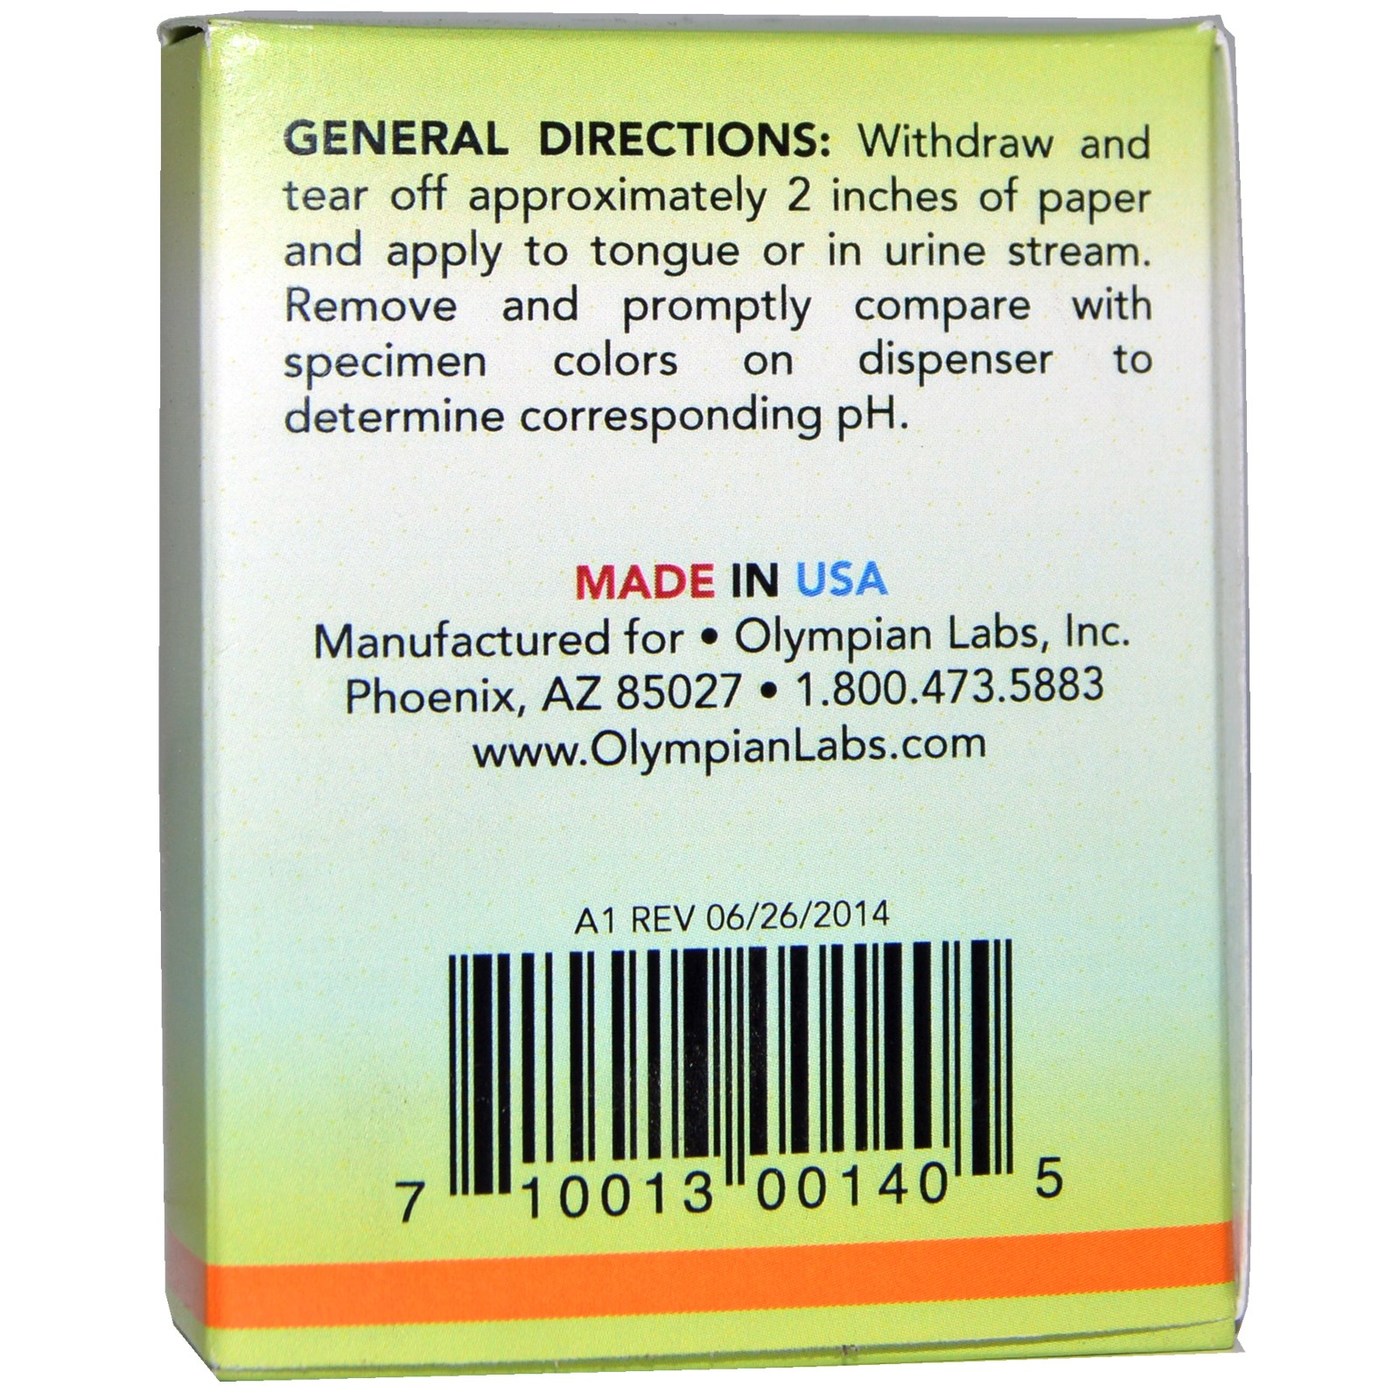 GENERAL DIRECTIONS: Withdraw and
tear off approximately 2 inches of paper
and apply to tongue or in urine stream.
Remove and promptly compare with
specimen colors on dispenser to
determine corresponding pH.
MADE IN USA
Manufactured for • Olympian Labs, Inc.
Phoenix, AZ 85027 • 1.800.473.5883
www.OlympianLabs.com
A1 REV 06/26/2014
7 10013 00140 5